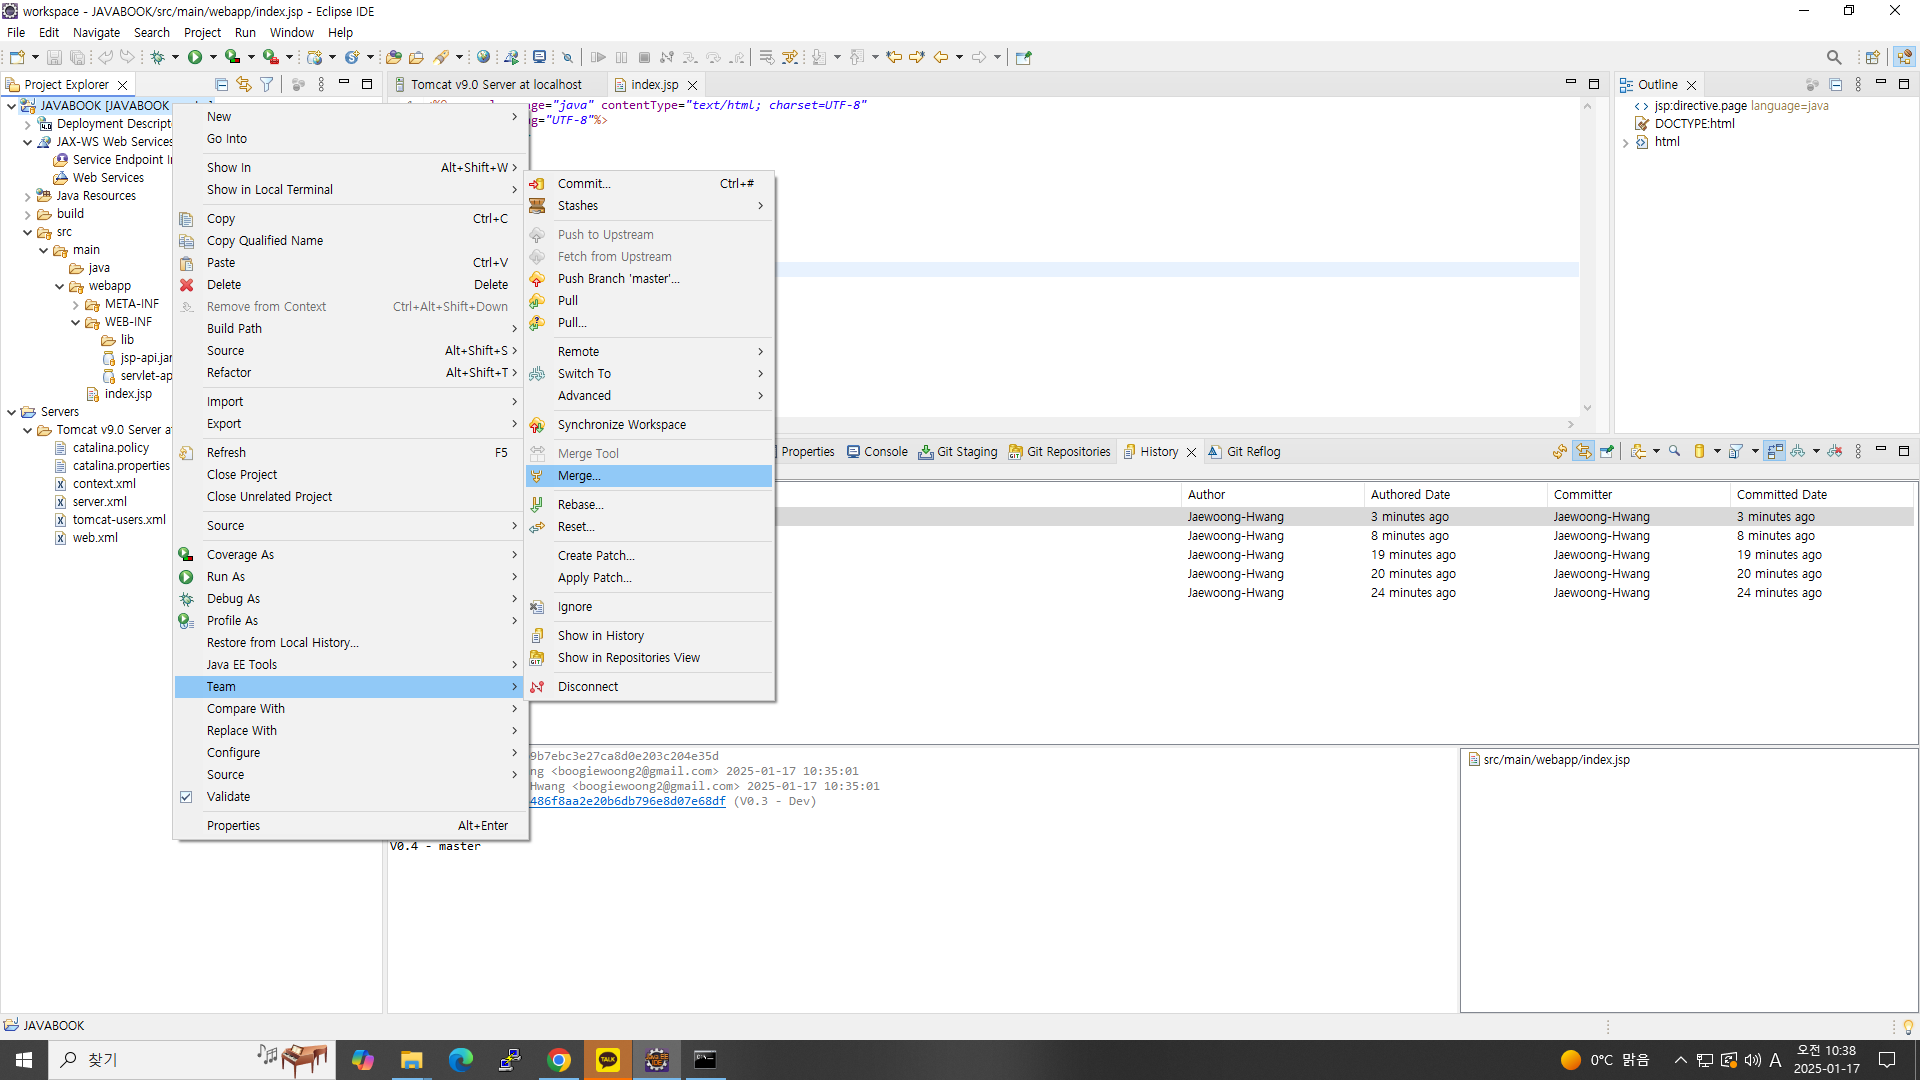 workspace - JAVABOOK/src/main/webapp/index.jsp - Eclipse IDE
File Edit Navigate Search Project Run Window Help
Project Explorer
JAVABOOK [JAVABOOK
Deployment Descript
JAX-WS Web Services
Service Endpoint I
Web Services
Java Resources
build
src
main
java
webapp
META-INF
WEB-INF
lib
jsp-api.jar
servlet-ap
index.jsp
Servers
Tomcat v9.0 Server a
catalina.policy
catalina.properties
context.xml
server.xml
tomcat-users.xml
web.xml
New
Go Into
Show In Alt+Shift+W
Show in Local Terminal
Copy Ctrl+C
Copy Qualified Name
Paste Ctrl+V
Delete Delete
Remove from Context Ctrl+Alt+Shift+Down
Build Path
Source Alt+Shift+S
Refactor Alt+Shift+T
Import
Export
Refresh F5
Close Project
Close Unrelated Project
Source
Coverage As
Run As
Debug As
Profile As
Restore from Local History...
Java EE Tools
Team
Compare With
Replace With
Configure
Source
Validate
Properties Alt+Enter
Commit... Ctrl+#
Stashes
Push to Upstream
Fetch from Upstream
Push Branch 'master'...
Pull
Pull...
Remote
Switch To
Advanced
Synchronize Workspace
Merge Tool
Merge...
Rebase...
Reset...
Create Patch...
Apply Patch...
Ignore
Show in History
Show in Repositories View
Disconnect
Tomcat v9.0 Server at localhost index.jsp
ge="java" contentType="text/html; charset=UTF-8"
ng="UTF-8"%>
Outline
jsp:directive.page language=java
DOCTYPE:html
html
Properties Console Git Staging Git Repositories History Git Reflog
Author Authored Date Committer Committed Date
Jaewoong-Hwang 3 minutes ago Jaewoong-Hwang 3 minutes ago
Jaewoong-Hwang 8 minutes ago Jaewoong-Hwang 8 minutes ago
Jaewoong-Hwang 19 minutes ago Jaewoong-Hwang 19 minutes ago
Jaewoong-Hwang 20 minutes ago Jaewoong-Hwang 20 minutes ago
Jaewoong-Hwang 24 minutes ago Jaewoong-Hwang 24 minutes ago
9b7ebc3e27ca8d0e203c204e35d
ng <boogiewoong2@gmail.com> 2025-01-17 10:35:01
Hwang <boogiewoong2@gmail.com> 2025-01-17 10:35:01
486f8aa2e20b6db796e8d07e68df (V0.3 - Dev)
V0.4 - master
src/main/webapp/index.jsp
JAVABOOK
찾기
TALK
Java EE IDE
0°C 맑음
A
오전 10:38
2025-01-17